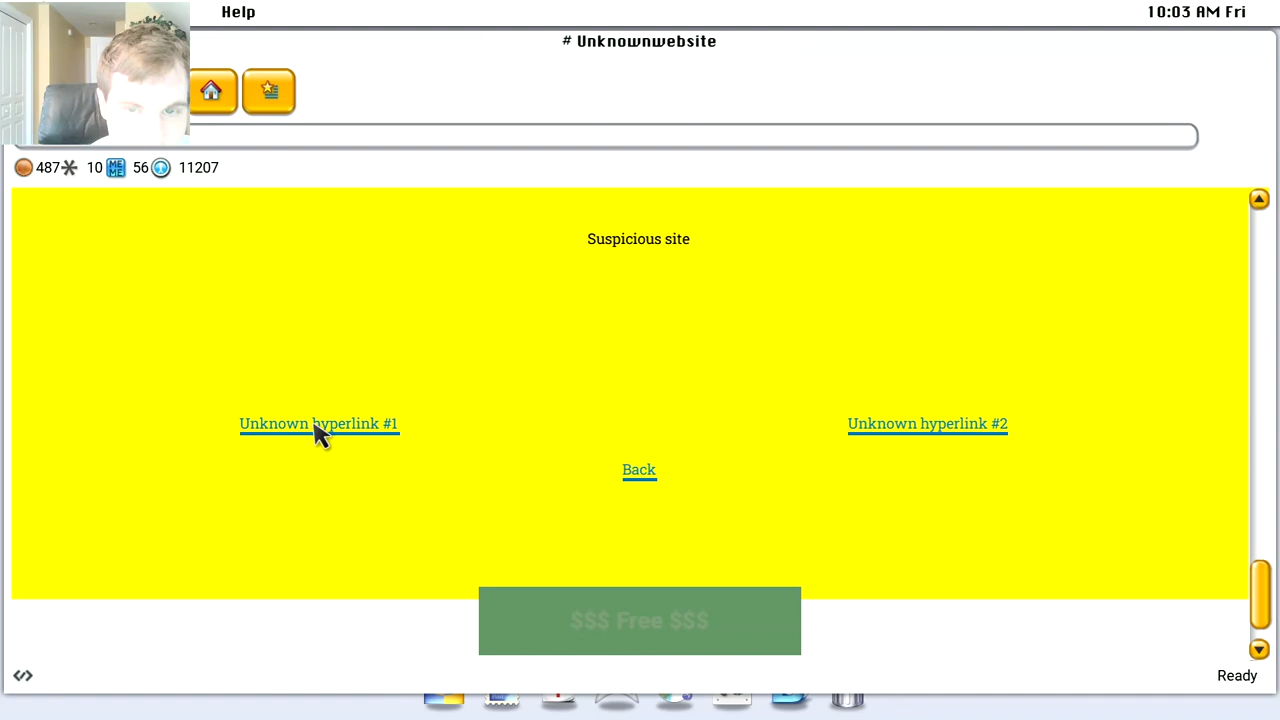 Help
10:03 AM Fri
# Unknownwebsite
487 10 MEME 56 11207
Suspicious site
Unknown hyperlink #1
Unknown hyperlink #2
Back
$$$ Free $$$
Ready